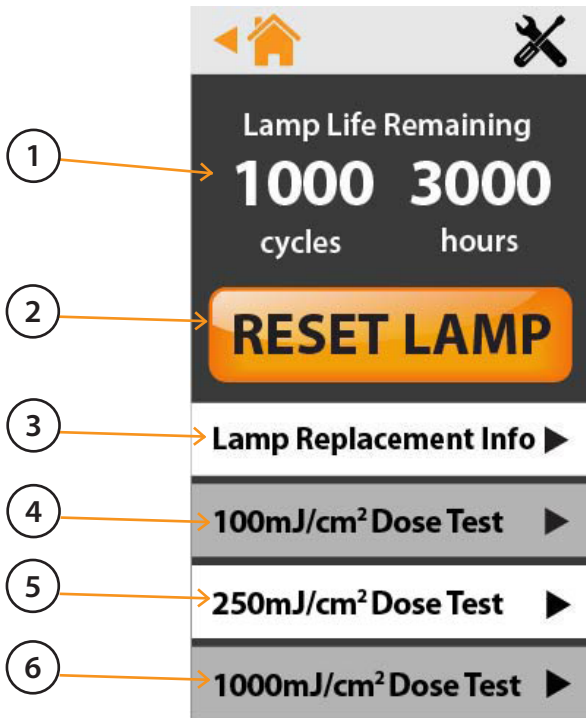 Lamp Life Remaining
1
1000 3000
cycles hours
2
RESET LAMP
3
Lamp Replacement Info
4
100mJ/cm² Dose Test
5
250mJ/cm² Dose Test
6
1000mJ/cm² Dose Test